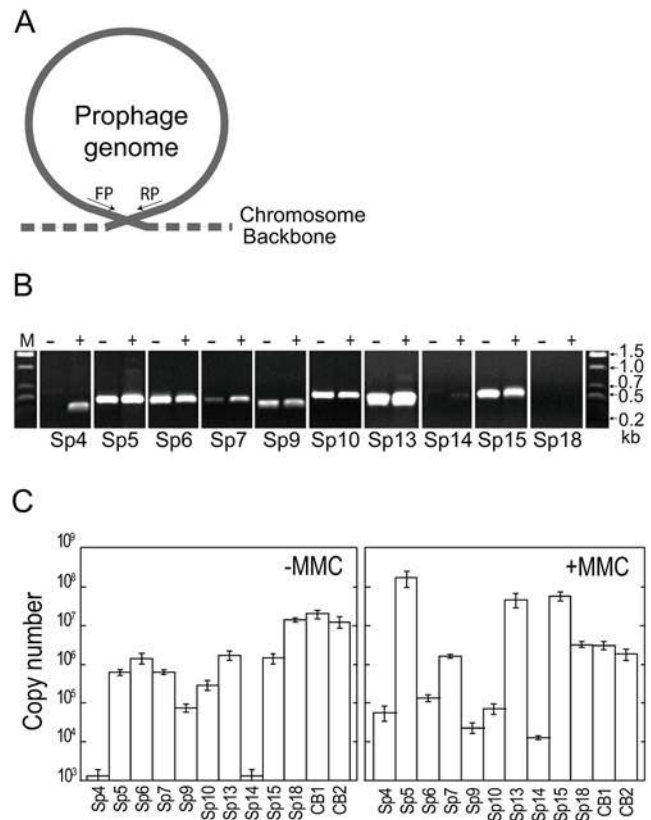 A
Prophage
genome
FP RP
Chromosome
Backbone
B
M - + - + - + - + - + - + - + - + - + - +
1.5
1.0
0.7
0.5
0.2
kb
Sp4 Sp5 Sp6 Sp7 Sp9 Sp10 Sp13 Sp14 Sp15 Sp18
C
-MMC +MMC
Copy number
10⁹
10⁸
10⁷
10⁶
10⁵
10⁴
10³
Sp4 Sp5 Sp6 Sp7 Sp9 Sp10 Sp13 Sp14 Sp15 Sp18 CB1 CB2 Sp4 Sp5 Sp6 Sp7 Sp9 Sp10 Sp13 Sp14 Sp15 Sp18 CB1 CB2